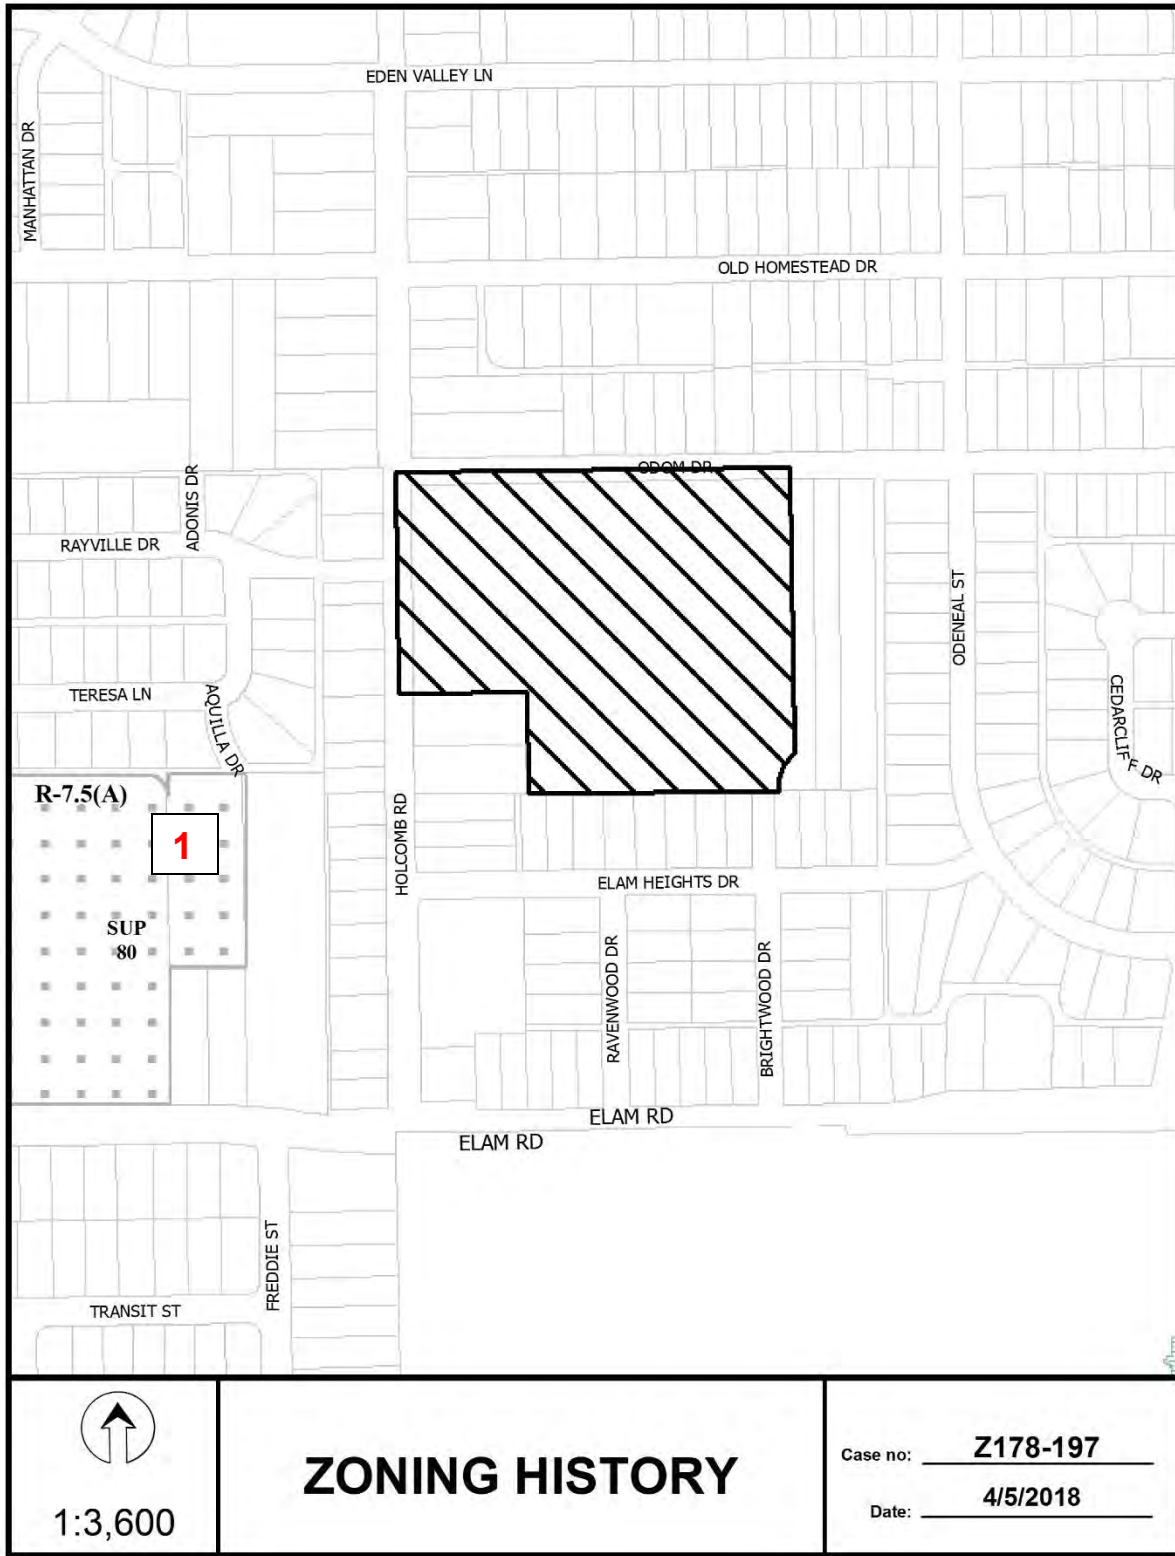 EDEN VALLEY LN
MANHATTAN DR
OLD HOMESTEAD DR
ODOM DR
ADONIS DR
RAYVILLE DR
ODENEAL ST
TERESA LN
AQUILLA DR
CEDARCLIFF DR
R-7.5(A)
1
HOLCOMB RD
ELAM HEIGHTS DR
SUP
80
RAVENWOOD DR
BRIGHTWOOD DR
ELAM RD
ELAM RD
FREDDIE ST
TRANSIT ST
1:3,600
ZONING HISTORY
Case no: Z178-197
Date: 4/5/2018